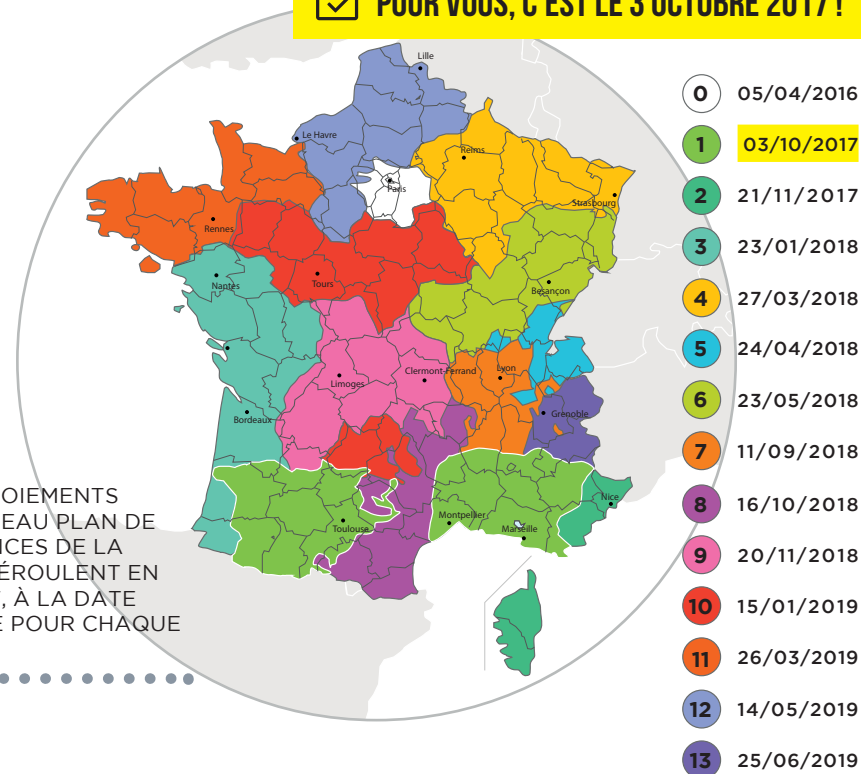 POUR VOUS, C'EST LE 3 OCTOBRE 2017 !
Lille
Le Havre
Reims
Paris
Strasbourg
Rennes
Nantes
Tours
Besançon
Clermont-Ferrand
Lyon
Limoges
Bordeaux
Grenoble
Nice
Montpellier
Toulouse
Marseille
0 05/04/2016
1 03/10/2017
2 21/11/2017
3 23/01/2018
4 27/03/2018
5 24/04/2018
6 23/05/2018
7 11/09/2018
8 16/10/2018
9 20/11/2018
10 15/01/2019
11 26/03/2019
12 14/05/2019
13 25/06/2019
OIEMENTS
EAU PLAN DE
NCES DE LA
ÉROULENT EN
, À LA DATE
E POUR CHAQUE